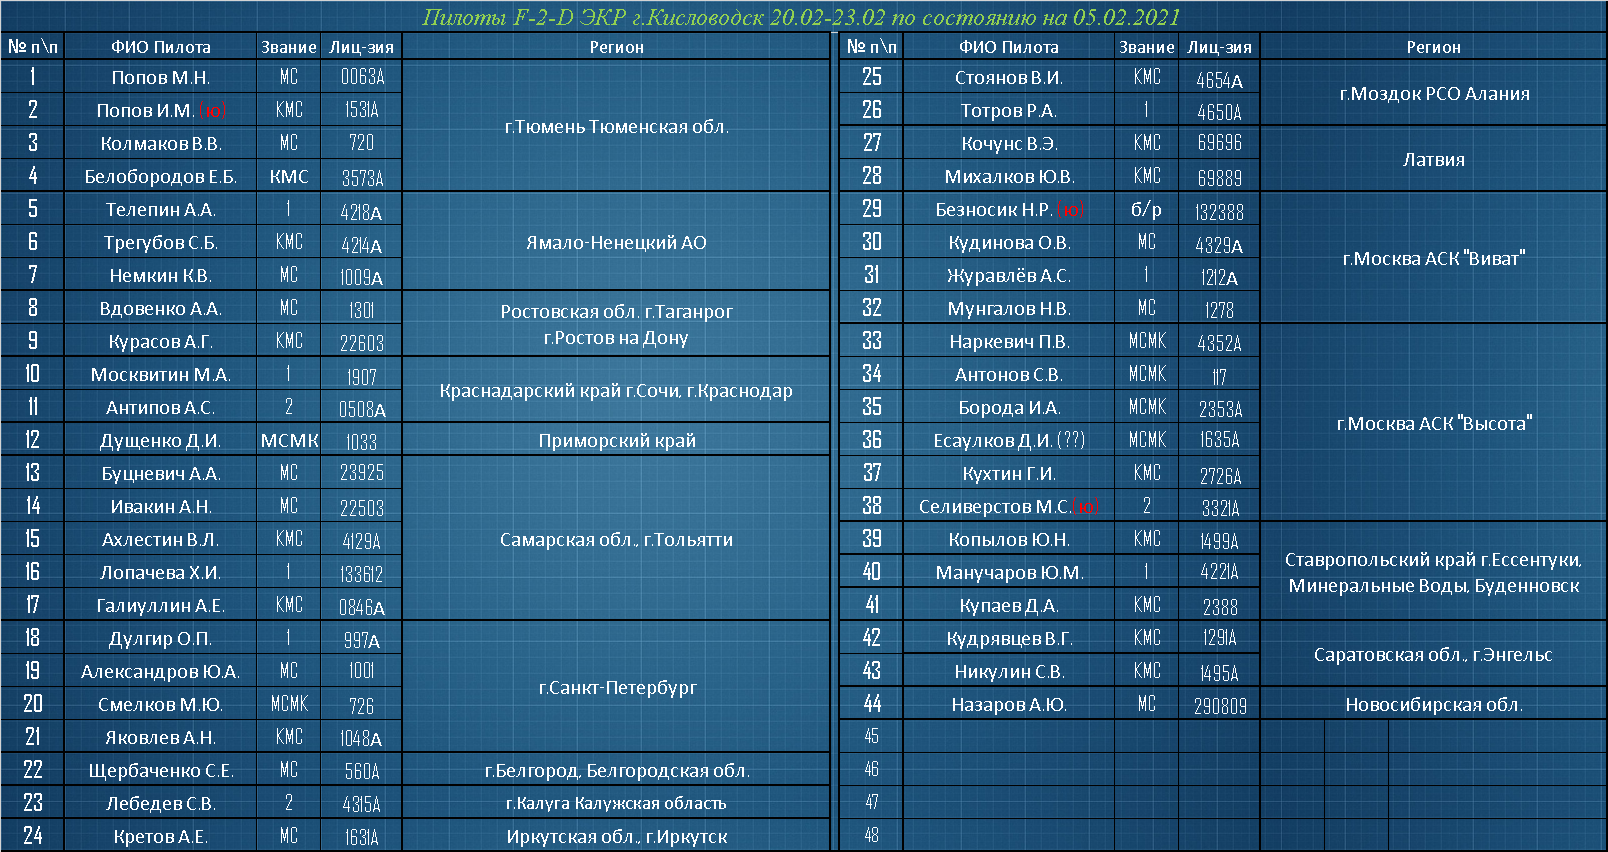 Пилоты F-2-D ЭКР г.Кисловодск 20.02-23.02 по состоянию на 05.02.2021
№ п\п ФИО Пилота Звание Лиц-зия Регион
1 Попов М.Н. МС 0063А г.Тюмень Тюменская обл.
2 Попов И.М. (ю) КМС 1531А
3 Колмаков В.В. МС 720
4 Белобородов Е.Б. КМС 3573А
5 Телепин А.А. 1 4218А Ямало-Ненецкий АО
6 Трегубов С.Б. КМС 4214А
7 Немкин К.В. МС 1009А
8 Вдовенко А.А. МС 1301 Ростовская обл. г.Таганрог
9 Курасов А.Г. КМС 22603 г.Ростов на Дону
10 Москвитин М.А. 1 1907 Краснадарский край г.Сочи, г.Краснодар
11 Антипов А.С. 2 0508А
12 Дущенко Д.И. МСМК 1033 Приморский край
13 Буцневич А.А. МС 23925 Самарская обл., г.Тольятти
14 Ивакин А.Н. МС 22503
15 Ахлестин В.Л. КМС 4129А
16 Лопачева Х.И. 1 133612
17 Галиуллин А.Е. КМС 0846А
18 Дулгир О.П. 1 997А г.Санкт-Петербург
19 Александров Ю.А. МС 1001
20 Смелков М.Ю. МСМК 726
21 Яковлев А.Н. КМС 1048А
22 Щербаченко С.Е. МС 560А г.Белгород, Белгородская обл.
23 Лебедев С.В. 2 4315А г.Калуга Калужская область
24 Кретов А.Е. МС 1631А Иркутская обл., г.Иркутск
№ п\п ФИО Пилота Звание Лиц-зия Регион
25 Стоянов В.И. КМС 4654А г.Моздок РСО Алания
26 Тотров Р.А. 1 4650А
27 Кочунс В.Э. КМС 69696 Латвия
28 Михалков Ю.В. КМС 69889
29 Безносик Н.Р. (ю) б/р 132388 г.Москва АСК "Виват"
30 Кудинова О.В. МС 4329А
31 Журавлёв А.С. 1 1212А
32 Мунгалов Н.В. МС 1278
33 Наркевич П.В. МСМК 4352А г.Москва АСК "Высота"
34 Антонов С.В. МСМК 117
35 Борода И.А. МСМК 2353А
36 Есаулков Д.И. (??) МСМК 1635А
37 Кухтин Г.И. КМС 2726А
38 Селиверстов М.С.(ю) 2 3321А
39 Копылов Ю.Н. КМС 1499А Ставропольский край г.Ессентуки,
40 Манучаров Ю.М. 1 4221А Минеральные Воды, Буденновск
41 Купаев Д.А. КМС 2388
42 Кудрявцев В.Г. КМС 1291А Саратовская обл., г.Энгельс
43 Никулин С.В. КМС 1495А
44 Назаров А.Ю. МС 290809 Новосибирская обл.
45
46
47
48